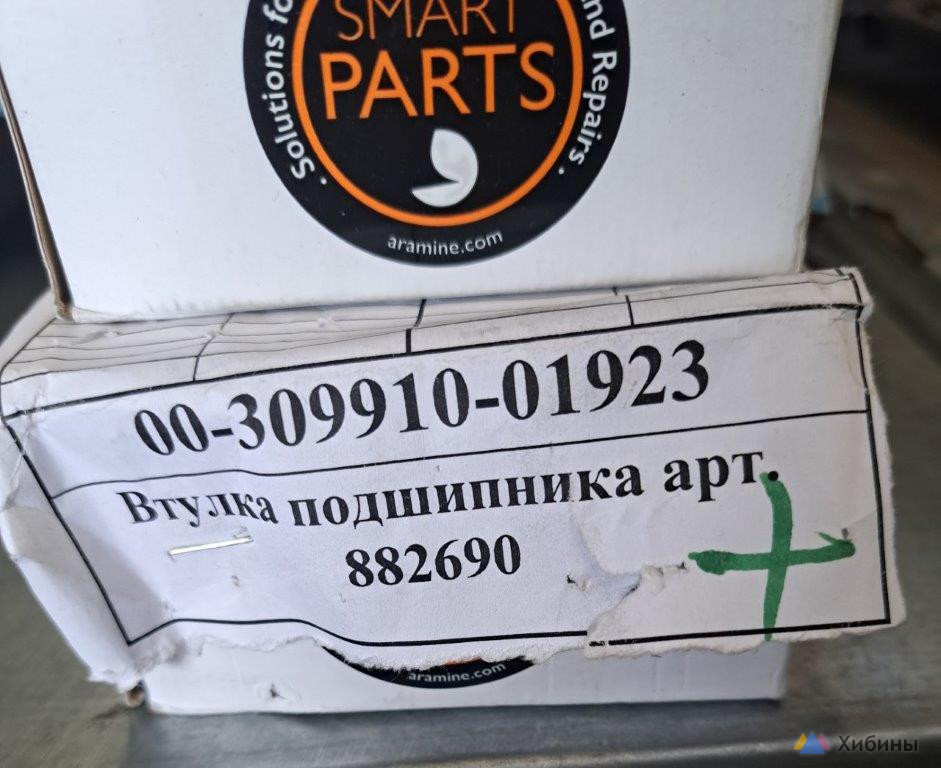 SMART
PARTS
Solutions fo
nd Repairs.
aramine.com
00-309910-01923
Втулка подшипника арт.
882690
aramine.com
Хибины